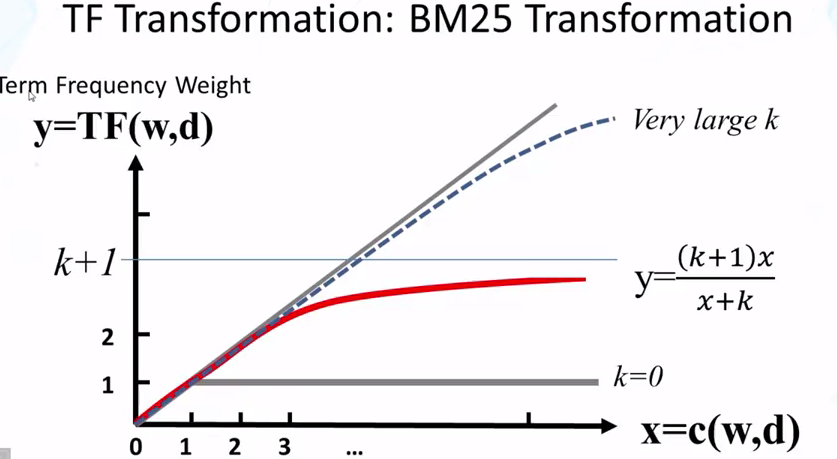 TF Transformation: BM25 Transformation
Term Frequency Weight
y=TF(w,d)
Very large k
k+1
y=(k+1)x
x+k
2
1
k=0
0 1 2 3 ...
x=c(w,d)